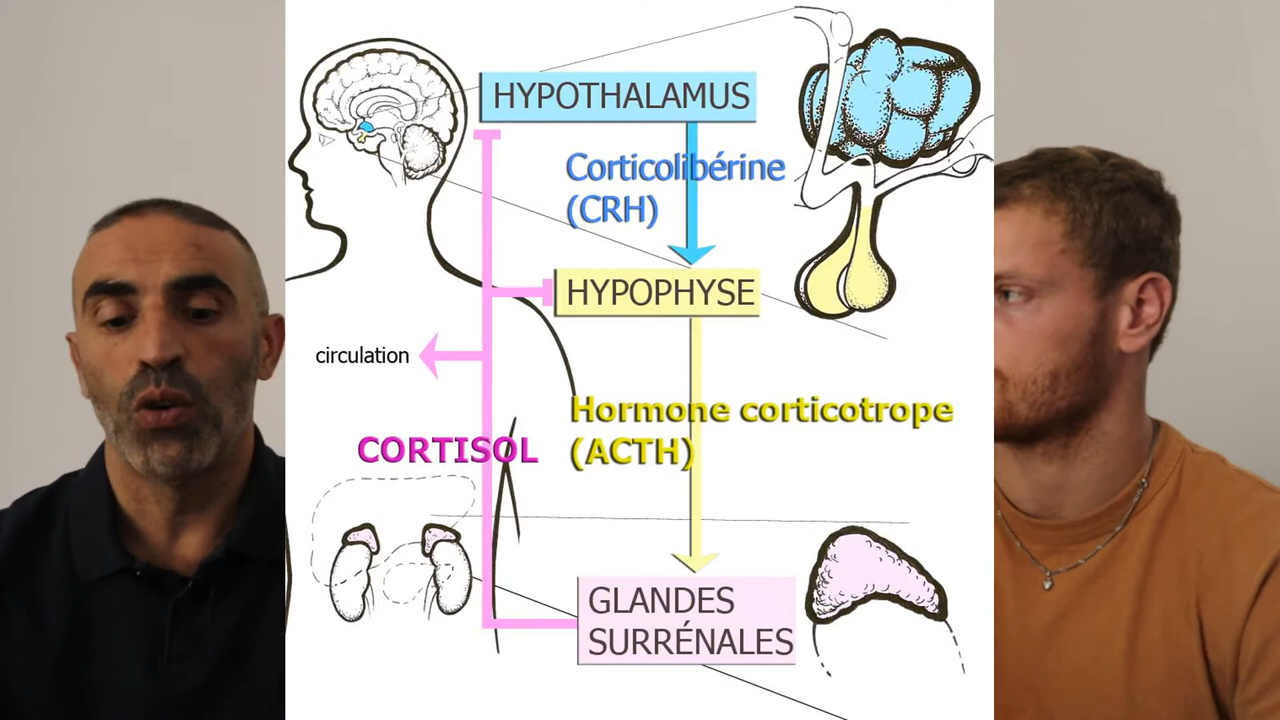 HYPOTHALAMUS
Corticolibérine
(CRH)
HYPOPHYSE
circulation
Hormone corticotrope
(ACTH)
CORTISOL
GLANDES
SURRÉNALES